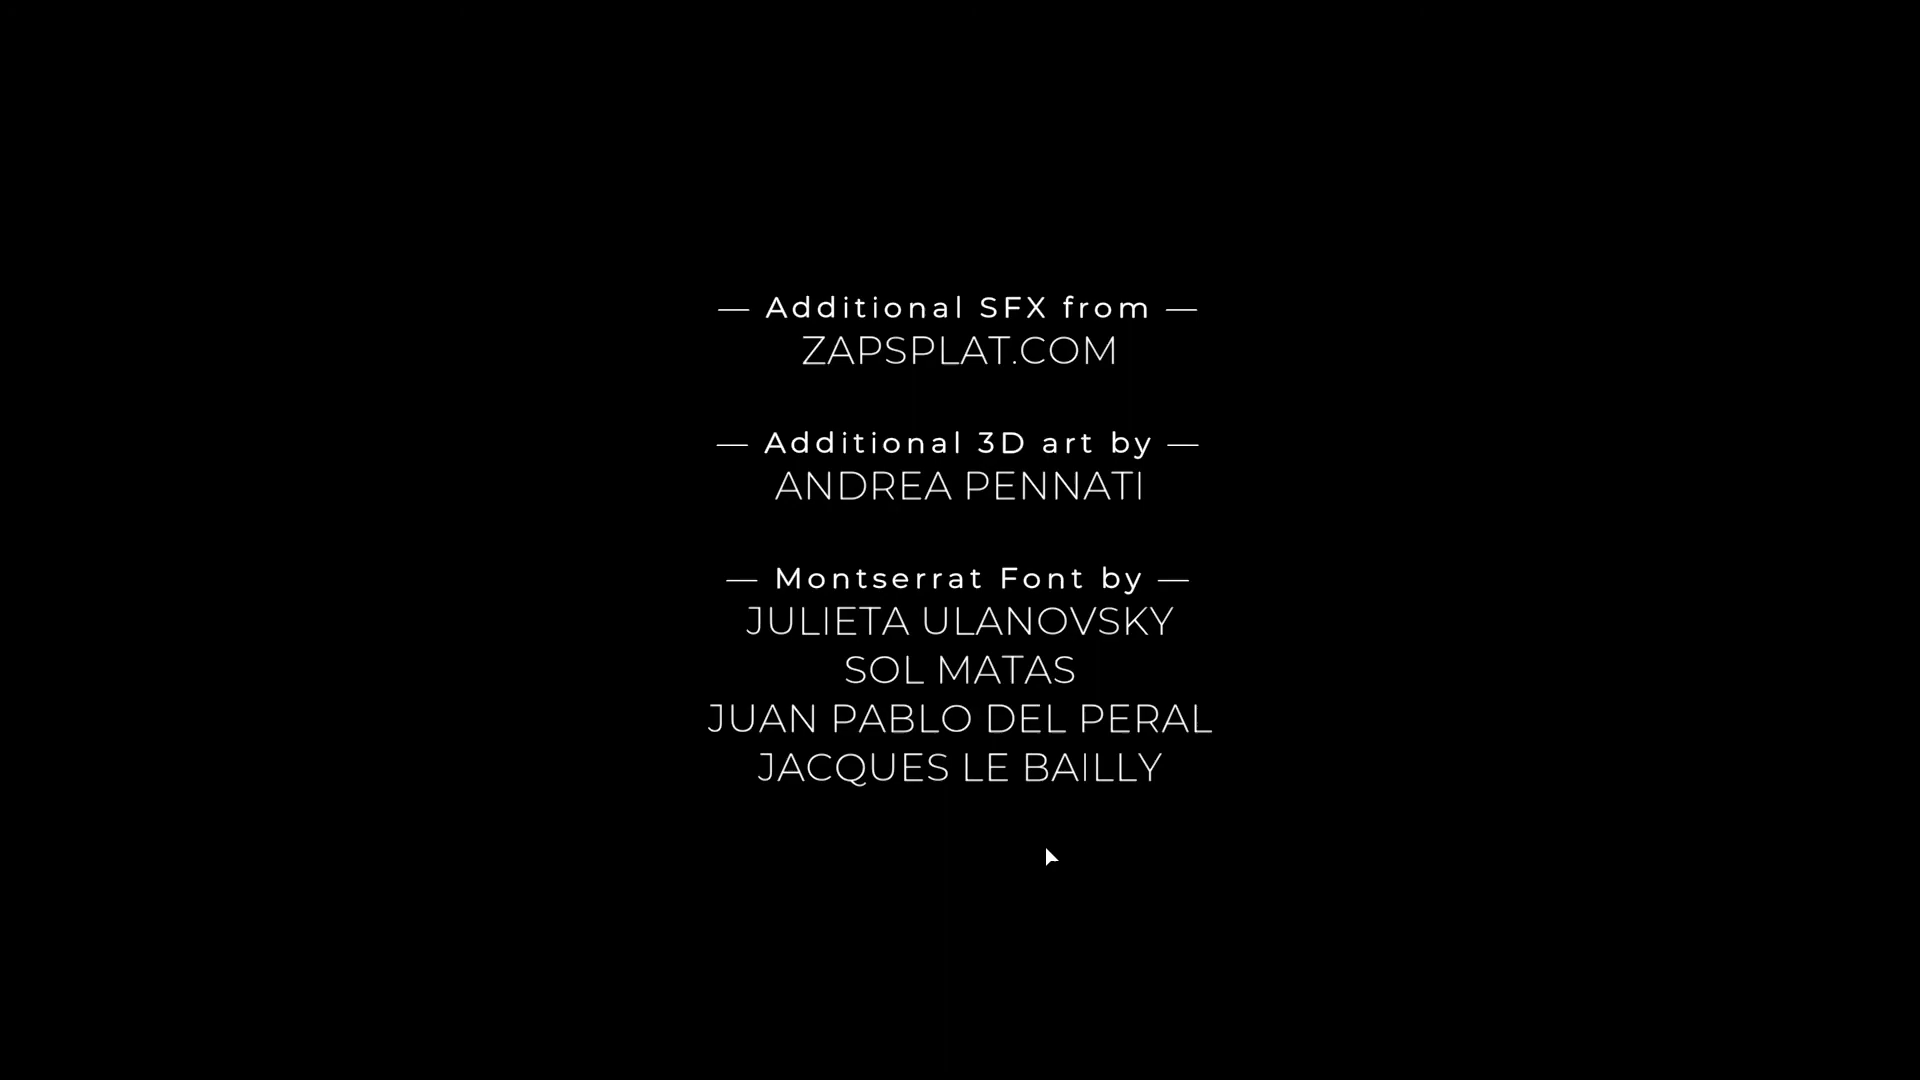 — Additional SFX from —
ZAPSPLAT.COM
— Additional 3D art by —
ANDREA PENNATI
— Montserrat Font by —
JULIETA ULANOVSKY
SOL MATAS
JUAN PABLO DEL PERAL
JACQUES LE BAILLY